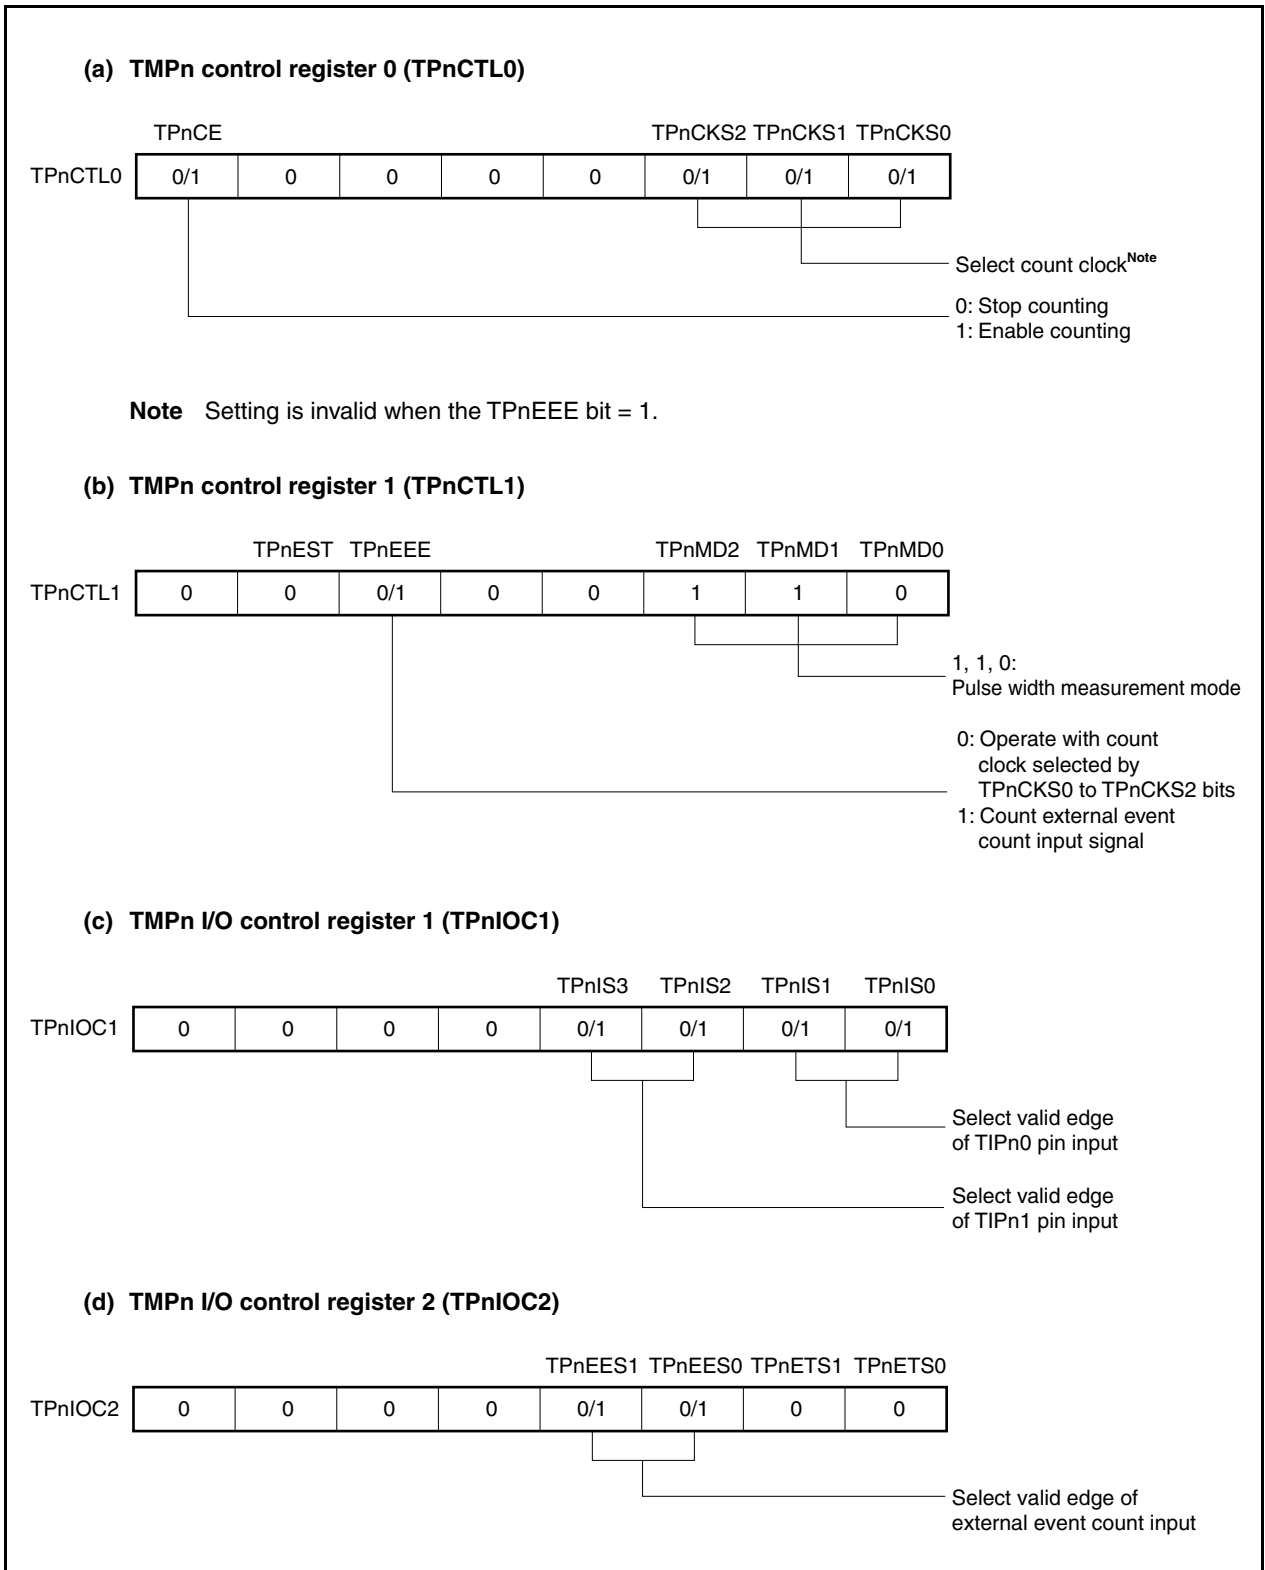 (a) TMPn control register 0 (TPnCTL0)
TPnCE TPnCKS2 TPnCKS1 TPnCKS0
TPnCTL0 0/1 0 0 0 0 0/1 0/1 0/1
Select count clockNote
0: Stop counting
1: Enable counting
Note Setting is invalid when the TPnEEE bit = 1.
(b) TMPn control register 1 (TPnCTL1)
TPnEST TPnEEE TPnMD2 TPnMD1 TPnMD0
TPnCTL1 0 0 0/1 0 0 1 1 0
1, 1, 0:
Pulse width measurement mode
0: Operate with count
clock selected by
TPnCKS0 to TPnCKS2 bits
1: Count external event
count input signal
(c) TMPn I/O control register 1 (TPnIOC1)
TPnIS3 TPnIS2 TPnIS1 TPnIS0
TPnIOC1 0 0 0 0 0/1 0/1 0/1 0/1
Select valid edge
of TIPn0 pin input
Select valid edge
of TIPn1 pin input
(d) TMPn I/O control register 2 (TPnIOC2)
TPnEES1 TPnEES0 TPnETS1 TPnETS0
TPnIOC2 0 0 0 0 0/1 0/1 0 0
Select valid edge of
external event count input